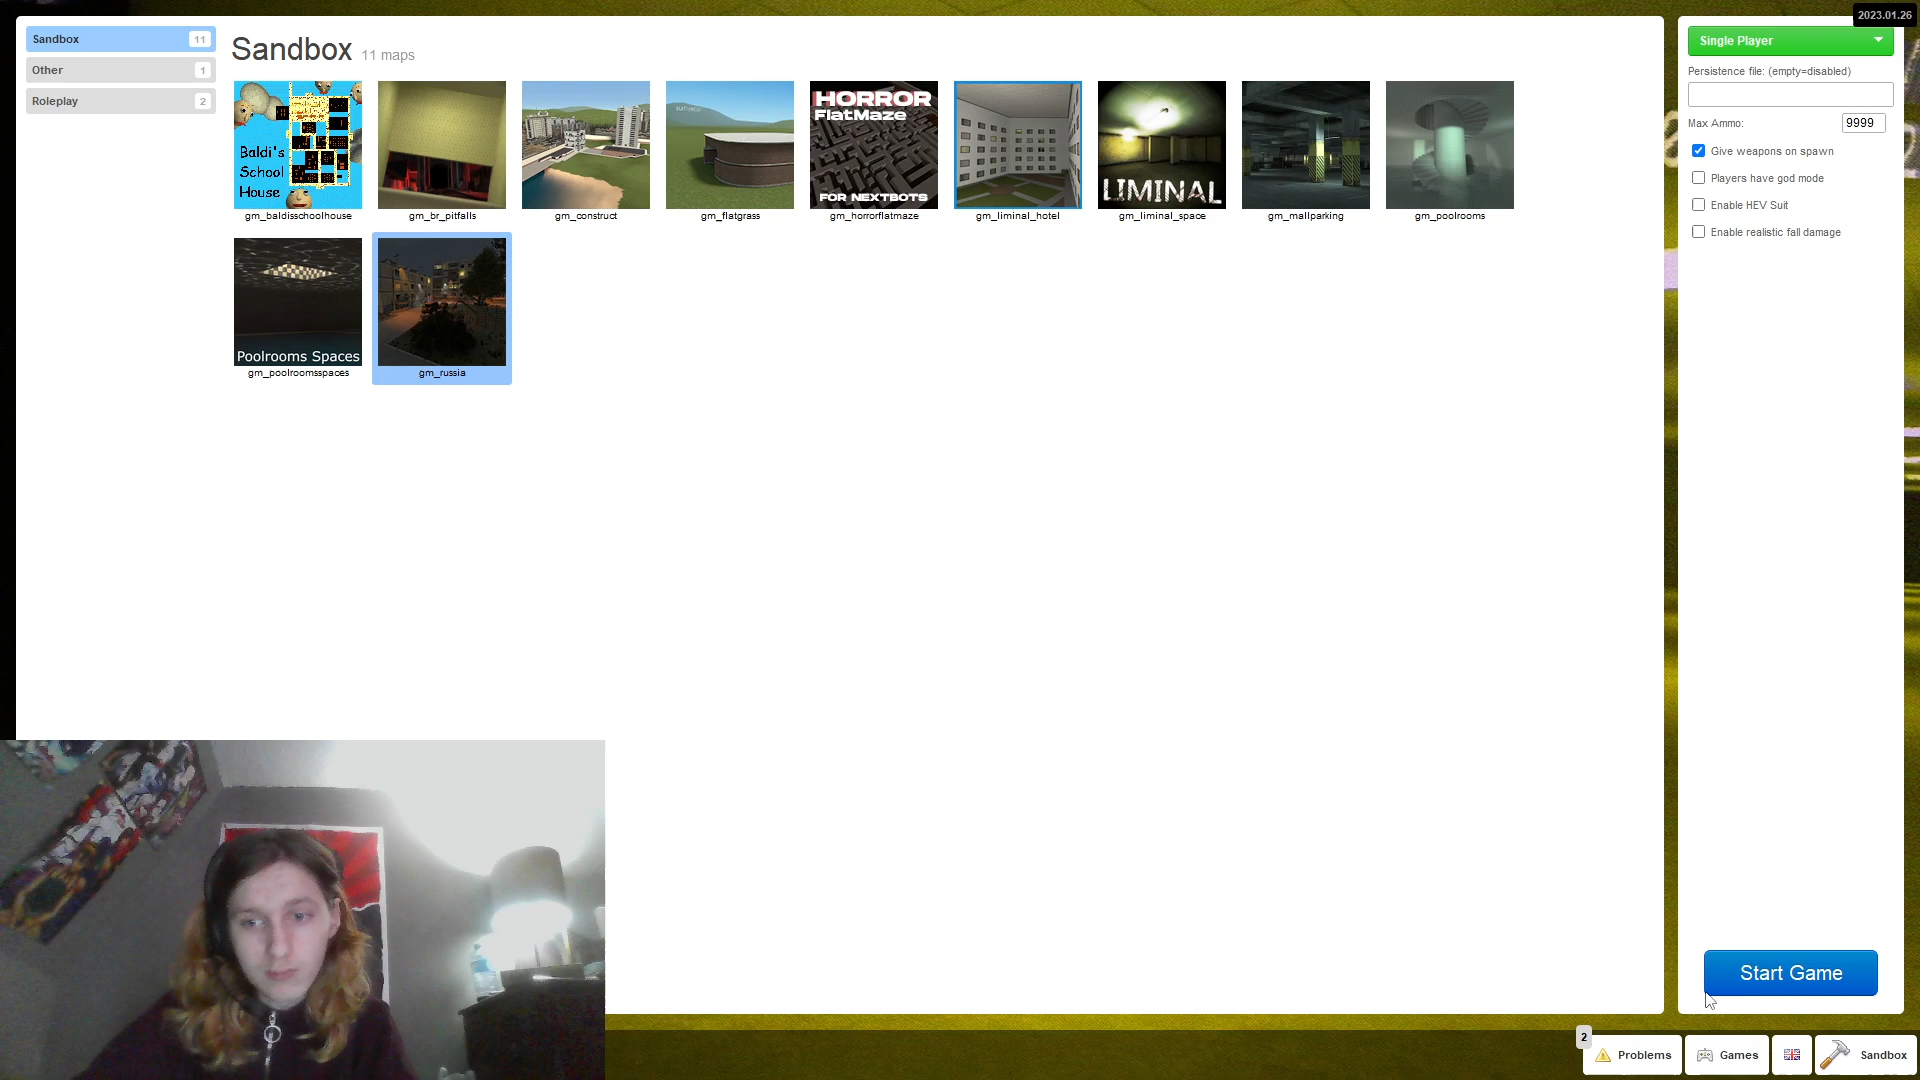 2023.01.26
Sandbox 11
Other 1
Roleplay 2
Sandbox 11 maps
Baldi's
School
House
HORROR
FlatMaze
FOR NEXTBOTS
LIMINAL
gm_baldisschoolhouse
gm_br_pitfalls
gm_construct
gm_flatgrass
gm_horrorflatmaze
gm_liminal_hotel
gm_liminal_space
gm_mallparking
gm_poolrooms
Poolrooms Spaces
gm_poolroomsspaces
gm_russia
Single Player
Persistence file: (empty=disabled)
Max Ammo: 9999
Give weapons on spawn
Players have god mode
Enable HEV Suit
Enable realistic fall damage
Start Game
2
Problems
Games
Sandbox